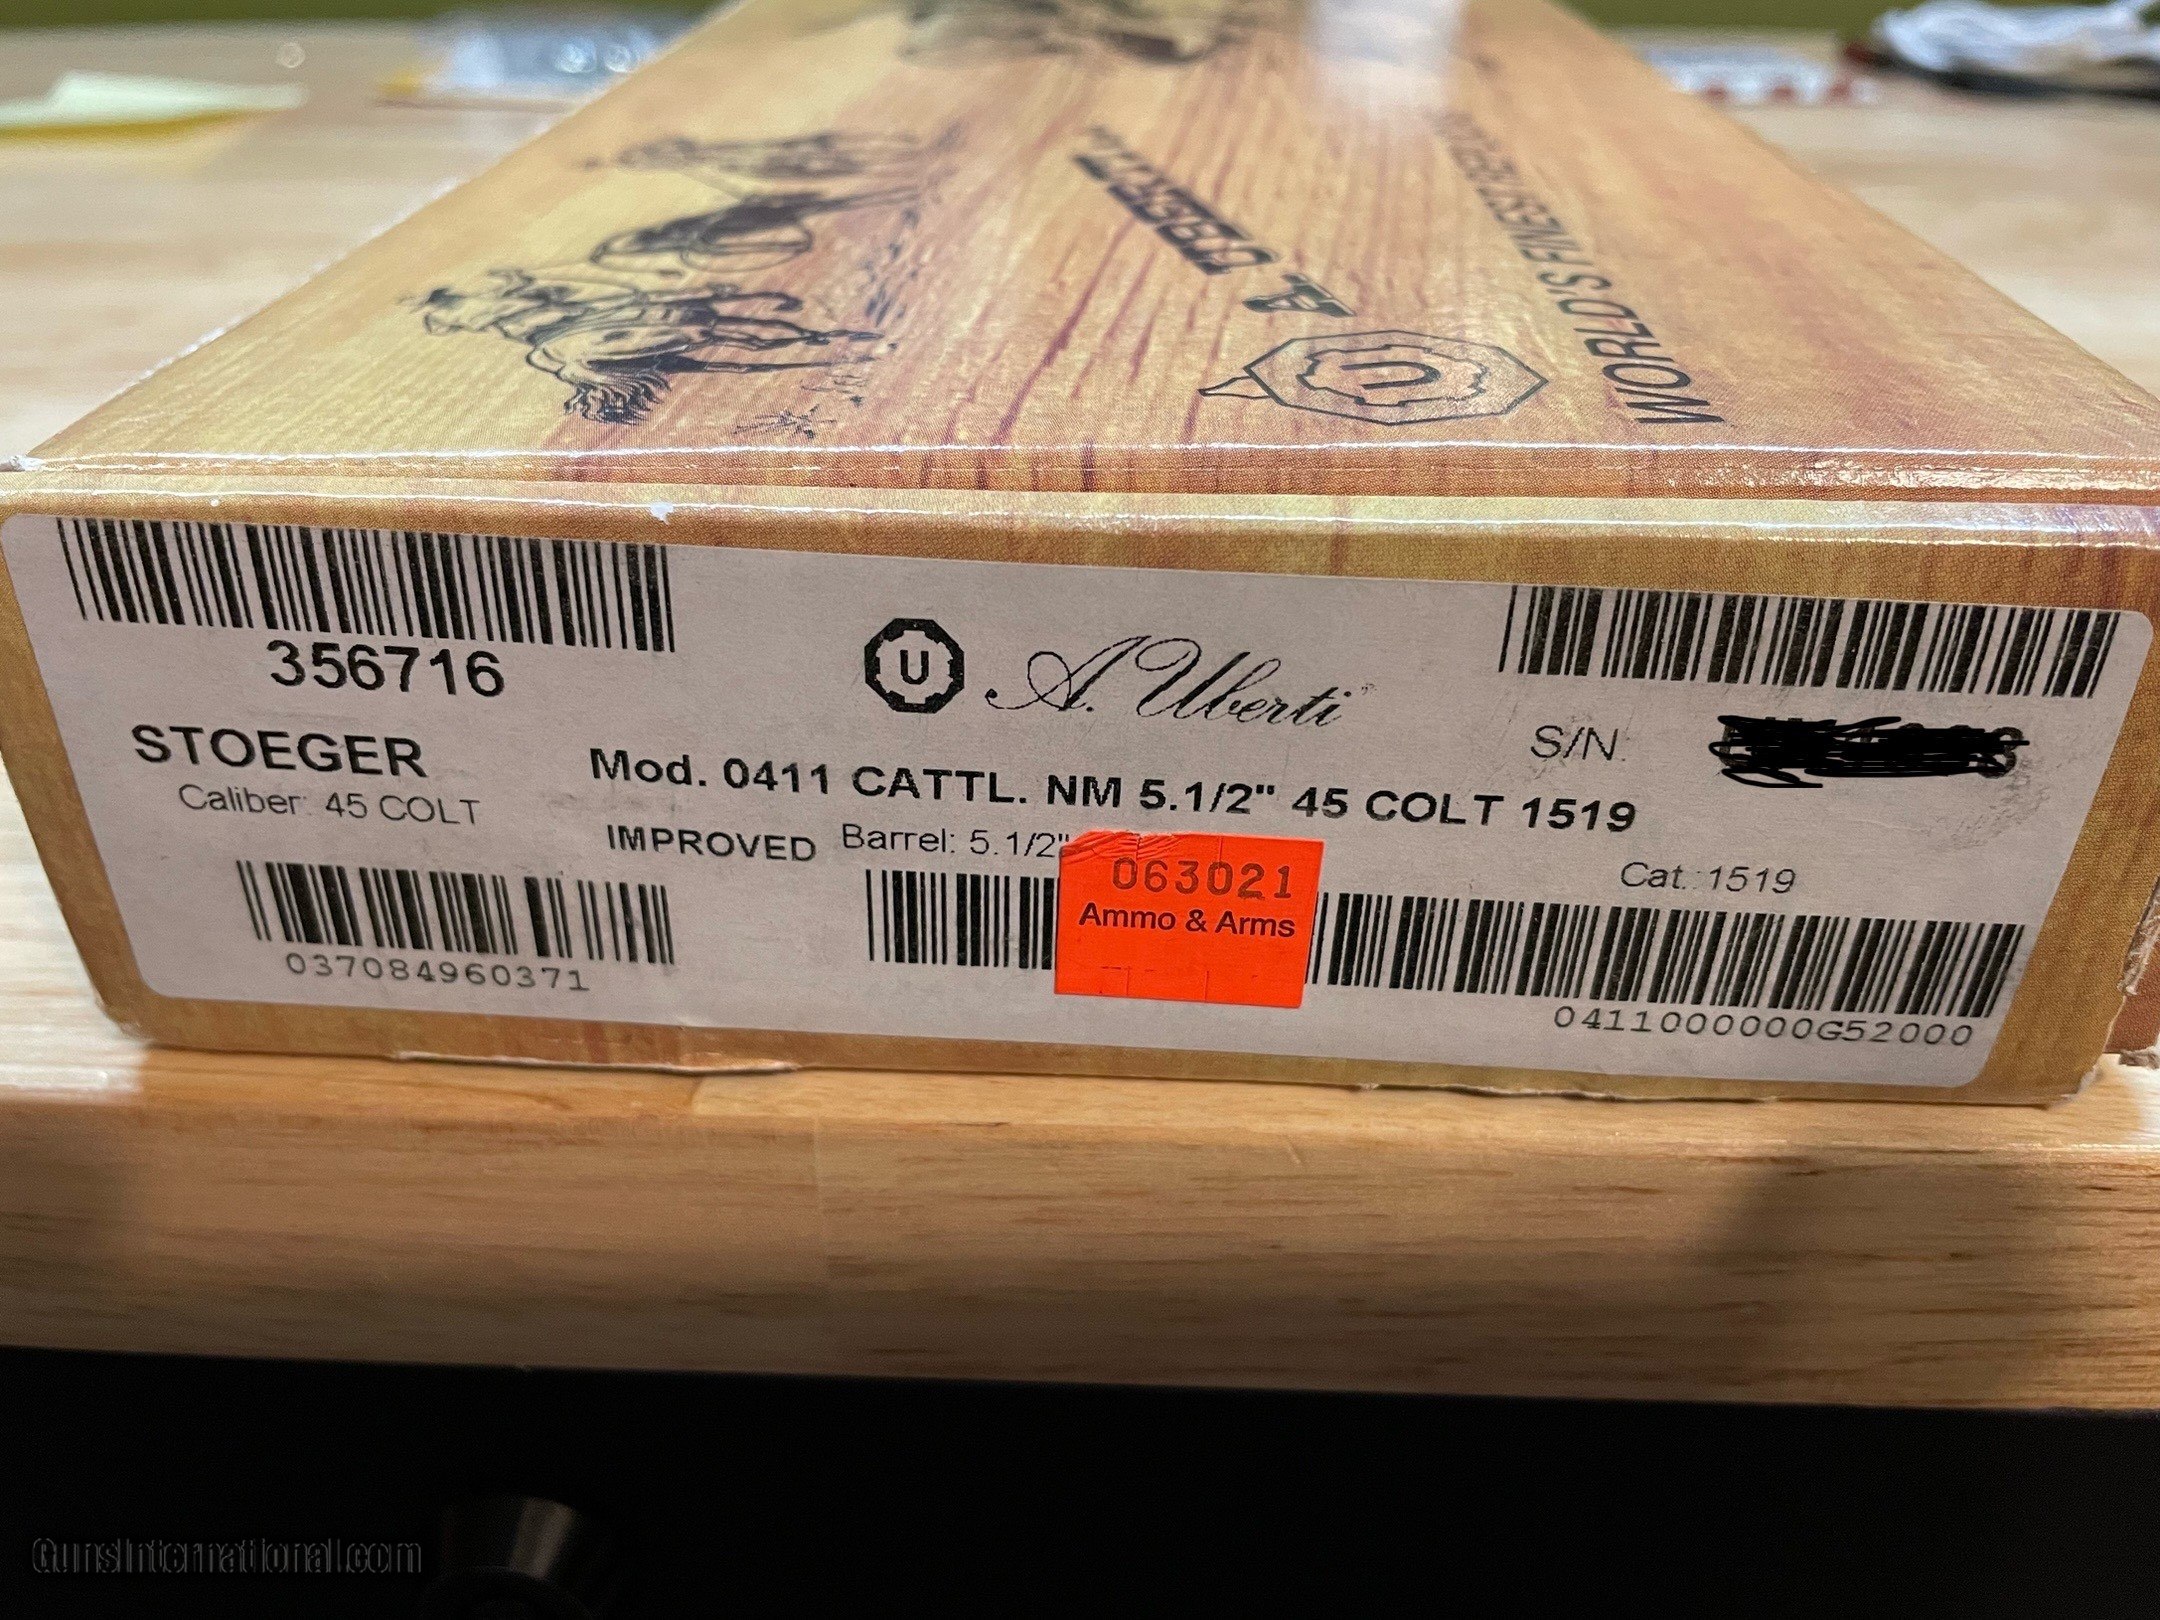 A. UBERTI
WORLD'S FINEST
U
356716
U A. Uberti
S/N:
STOEGER
Mod. 0411 CATTL. NM 5.1/2" 45 COLT 1519
Caliber: 45 COLT
IMPROVED Barrel: 5.1/2"
Cat.: 1519
063021
Ammo & Arms
037084960371
0411000000G52000
GunsInternational.com